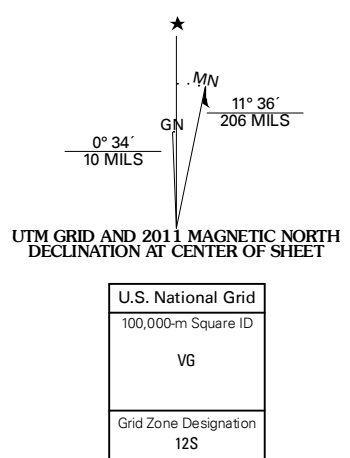 ★
MN
GN
11° 36´
206 MILS
0° 34´
10 MILS
UTM GRID AND 2011 MAGNETIC NORTH
DECLINATION AT CENTER OF SHEET
U.S. National Grid
100,000-m Square ID
VG
Grid Zone Designation
12S